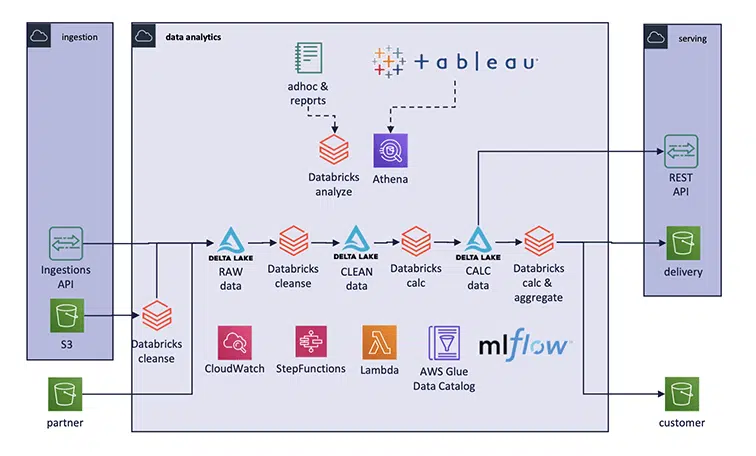 ingestion
data analytics
serving
adhoc &
reports
+ableau
Databricks
analyze
Athena
REST
API
Ingestions
API
DELTA LAKE
RAW
data
Databricks
cleanse
DELTA LAKE
CLEAN
data
Databricks
calc
DELTA LAKE
CALC
data
Databricks
calc &
aggregate
delivery
S3
Databricks
cleanse
CloudWatch
StepFunctions
Lambda
AWS Glue
Data Catalog
mlflow
partner
customer